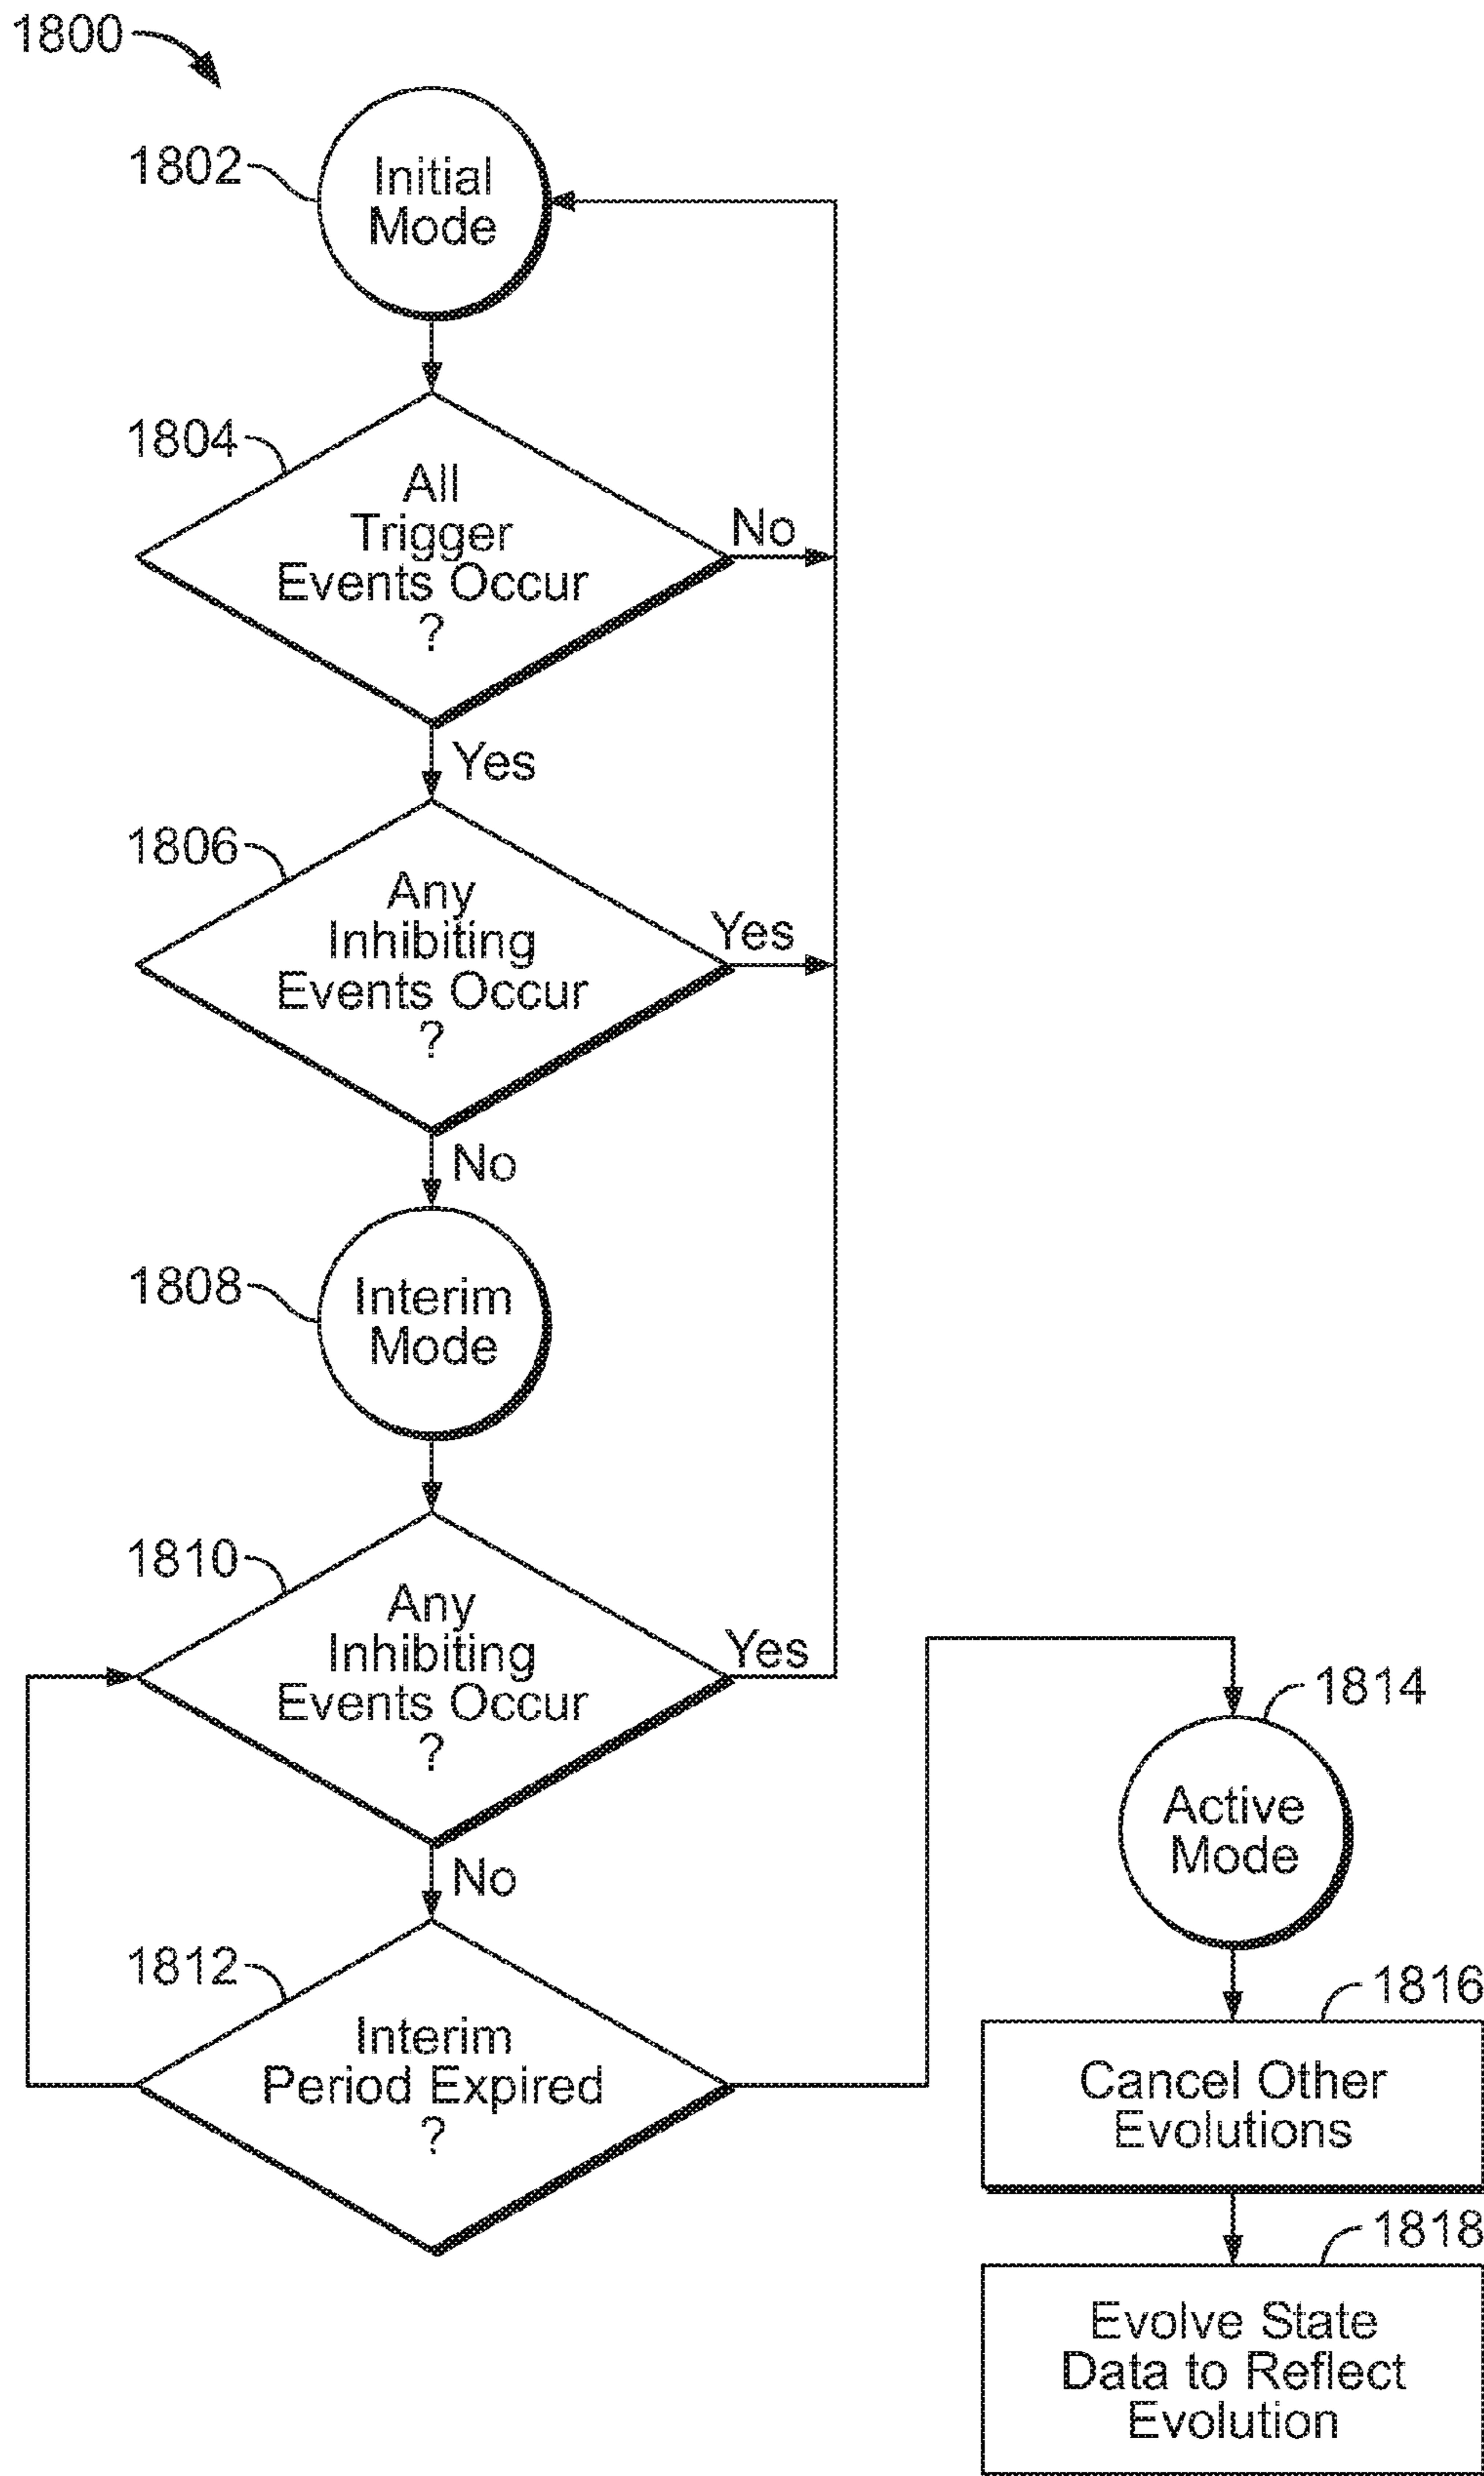 1800
1802
Initial
Mode
1804
All
Trigger
Events Occur
?
No
Yes
1806
Any
Inhibiting
Events Occur
?
Yes
No
1808
Interim
Mode
1810
Any
Inhibiting
Events Occur
?
Yes
No
1812
Interim
Period Expired
?
1814
Active
Mode
1816
Cancel Other
Evolutions
1818
Evolve State
Data to Reflect
Evolution